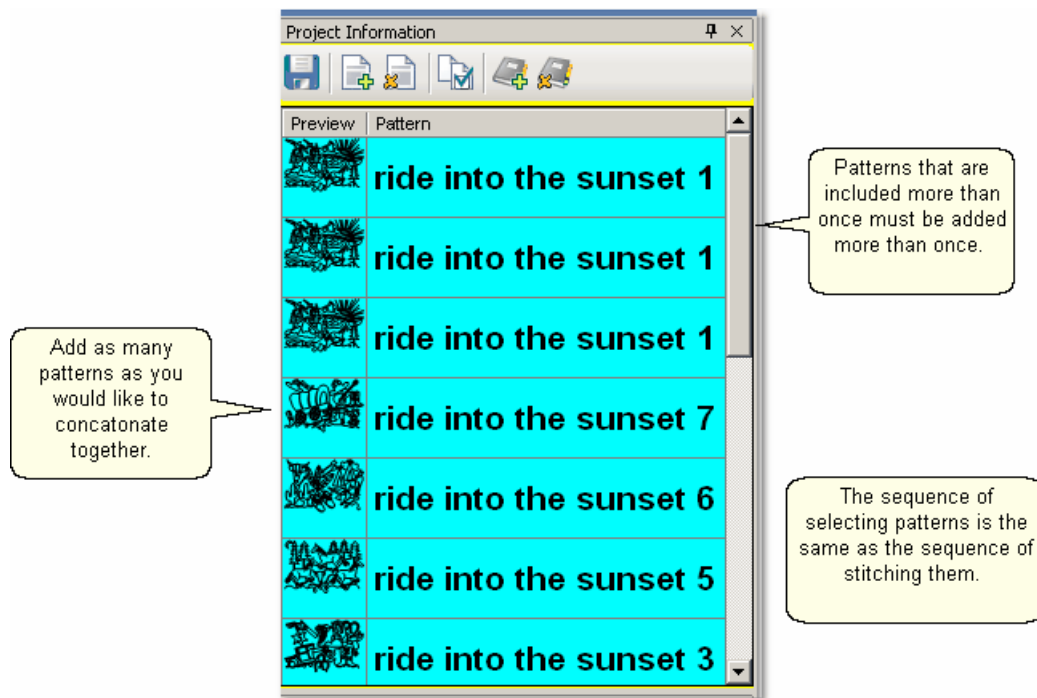 Project Information
Preview Pattern
ride into the sunset 1
ride into the sunset 1
ride into the sunset 1
ride into the sunset 7
ride into the sunset 6
ride into the sunset 5
ride into the sunset 3
Patterns that are
included more than
once must be added
more than once.
Add as many
patterns as you
would like to
concatonate
together.
The sequence of
selecting patterns is the
same as the sequence of
stitching them.